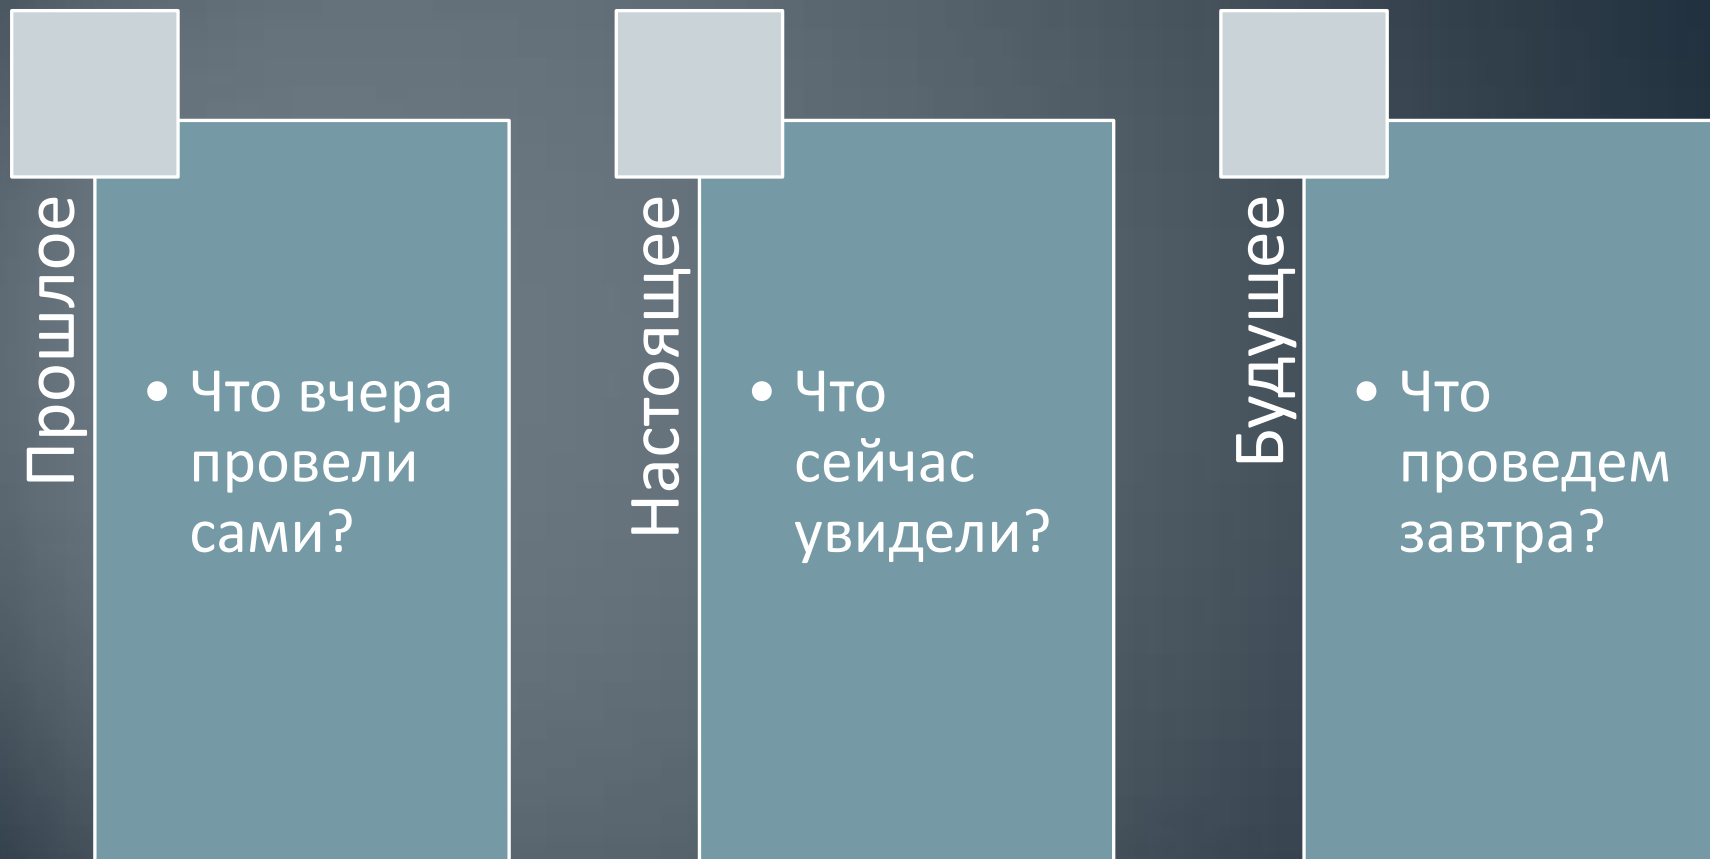 Прошлое
• Что вчера
провели
сами?
Настоящее
• Что
сейчас
увидели?
Будущее
• Что
проведем
завтра?